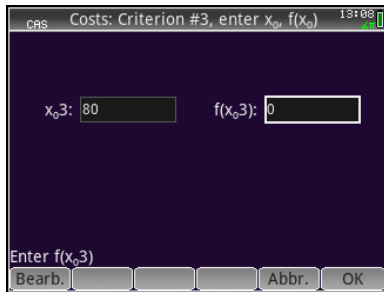 CAS Costs: Criterion #3, enter x₀, f(x₀) 13:08
x₀3: 80 f(x₀3): 0
Enter f(x₀3)
Bearb. Abbr. OK